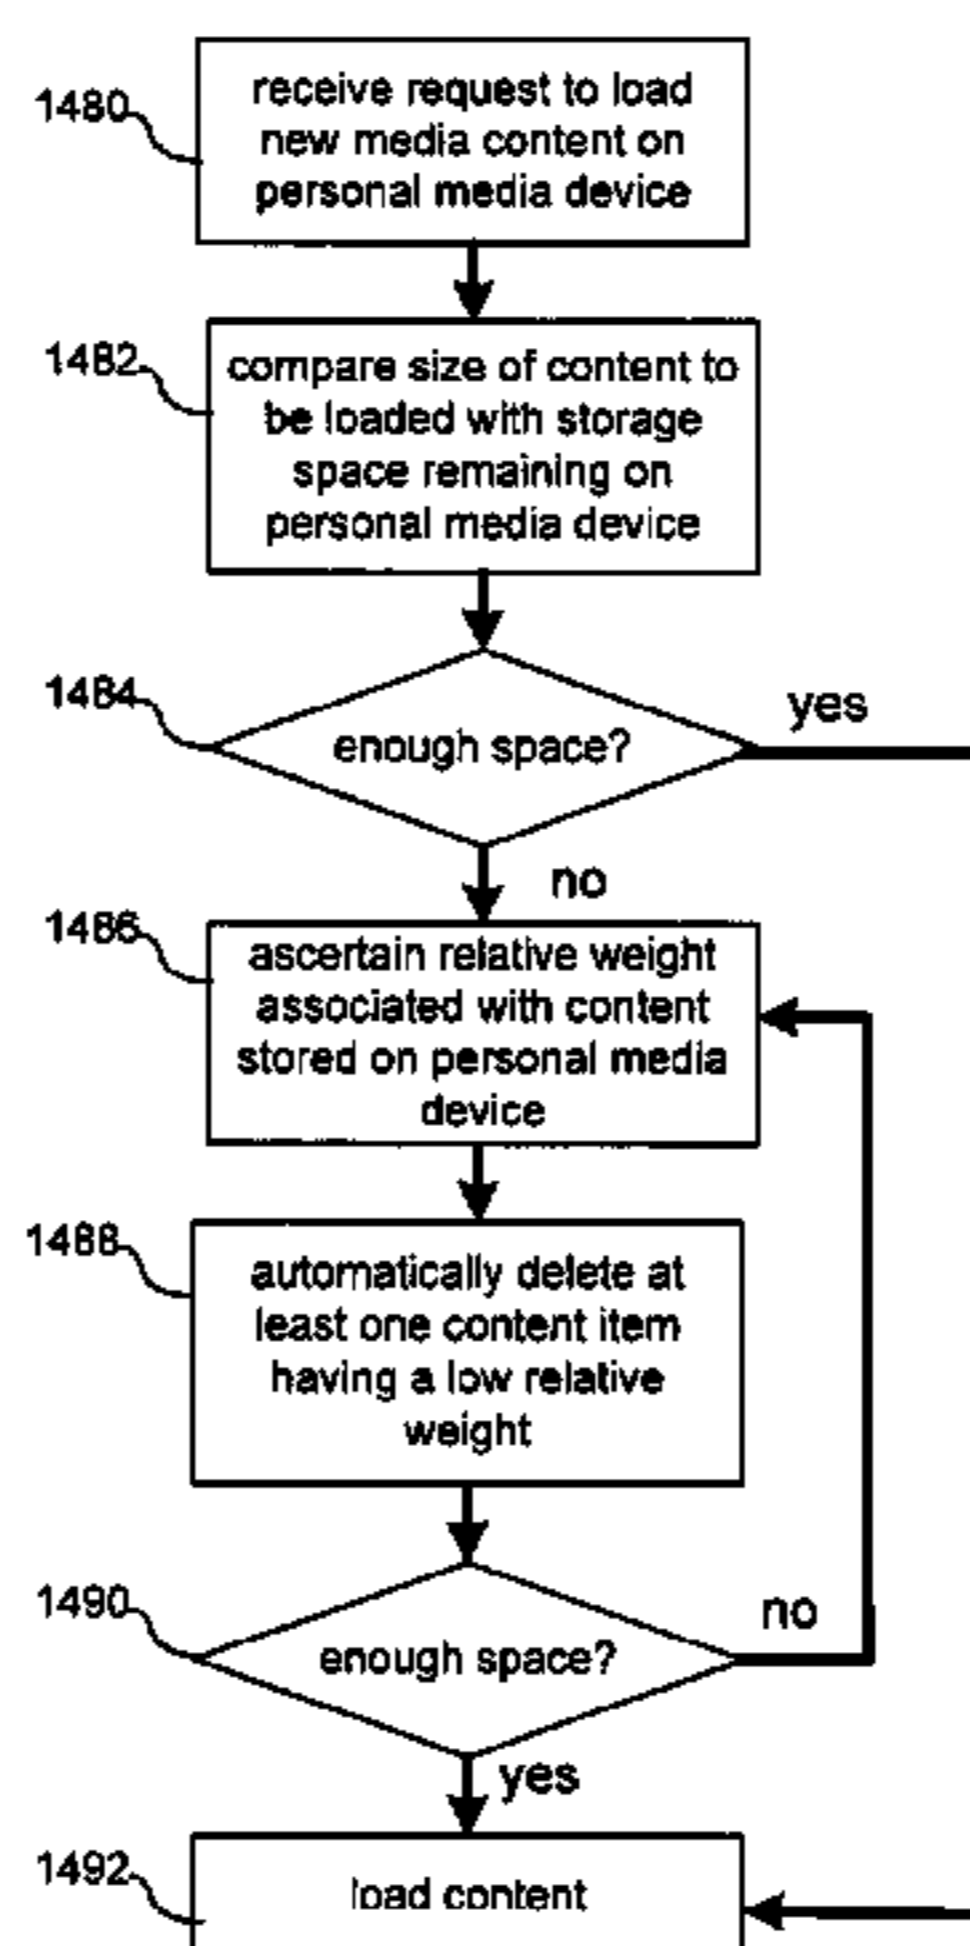 1480
receive request to load
new media content on
personal media device
1482
compare size of content to
be loaded with storage
space remaining on
personal media device
1484
enough space?
yes
no
1486
ascertain relative weight
associated with content
stored on personal media
device
1488
automatically delete at
least one content item
having a low relative
weight
1490
enough space?
no
yes
1492
load content